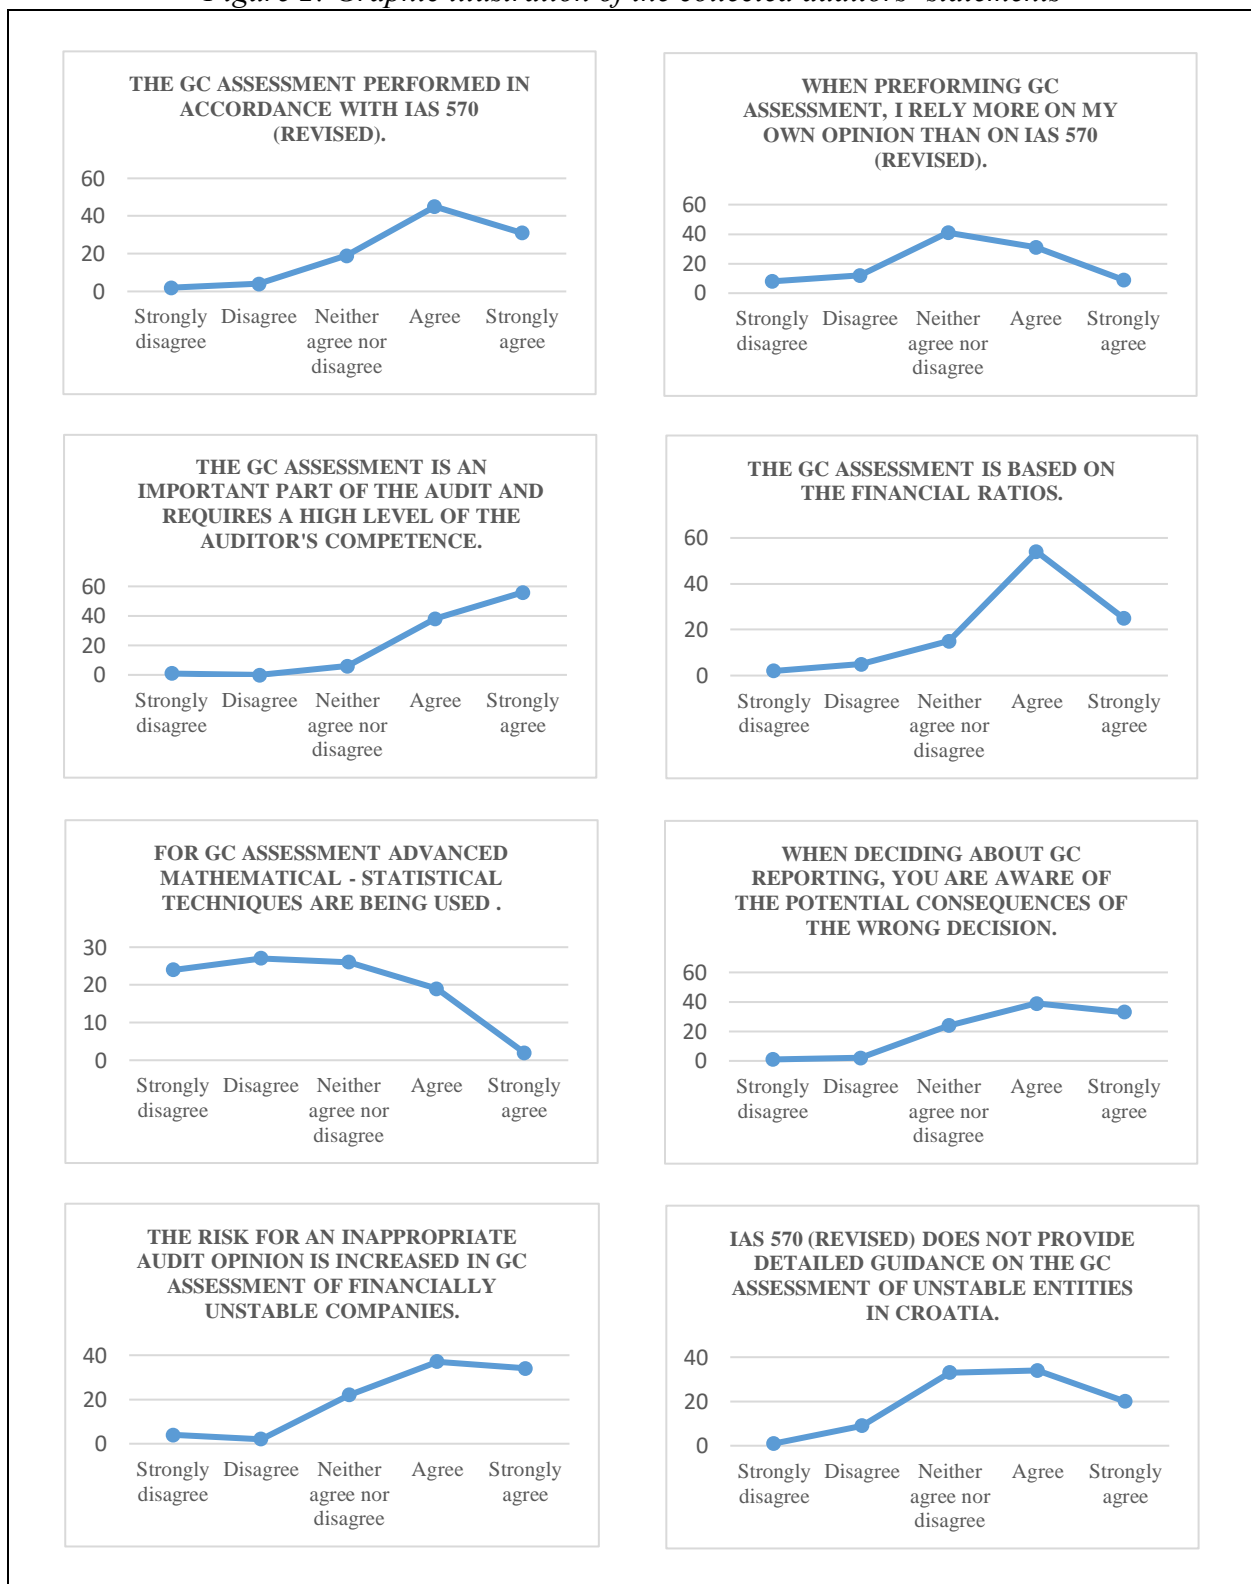 Figure 1. Graphic illustration of the collected auditors' statements
THE GC ASSESSMENT PERFORMED IN
ACCORDANCE WITH IAS 570
(REVISED).
60
40
20
0
Strongly Disagree Neither Agree Strongly
disagree agree nor agree
disagree
WHEN PREFORMING GC
ASSESSMENT, I RELY MORE ON MY
OWN OPINION THAN ON IAS 570
(REVISED).
60
40
20
0
Strongly Disagree Neither Agree Strongly
disagree agree nor agree
disagree
THE GC ASSESSMENT IS AN
IMPORTANT PART OF THE AUDIT AND
REQUIRES A HIGH LEVEL OF THE
AUDITOR'S COMPETENCE.
60
40
20
0
Strongly Disagree Neither Agree Strongly
disagree agree nor agree
disagree
THE GC ASSESSMENT IS BASED ON
THE FINANCIAL RATIOS.
60
40
20
0
Strongly Disagree Neither Agree Strongly
disagree agree nor agree
disagree
FOR GC ASSESSMENT ADVANCED
MATHEMATICAL - STATISTICAL
TECHNIQUES ARE BEING USED .
30
20
10
0
Strongly Disagree Neither Agree Strongly
disagree agree nor agree
disagree
WHEN DECIDING ABOUT GC
REPORTING, YOU ARE AWARE OF
THE POTENTIAL CONSEQUENCES OF
THE WRONG DECISION.
60
40
20
0
Strongly Disagree Neither Agree Strongly
disagree agree nor agree
disagree
THE RISK FOR AN INAPPROPRIATE
AUDIT OPINION IS INCREASED IN GC
ASSESSMENT OF FINANCIALLY
UNSTABLE COMPANIES.
40
20
0
Strongly Disagree Neither Agree Strongly
disagree agree nor agree
disagree
IAS 570 (REVISED) DOES NOT PROVIDE
DETAILED GUIDANCE ON THE GC
ASSESSMENT OF UNSTABLE ENTITIES
IN CROATIA.
40
20
0
Strongly Disagree Neither Agree Strongly
disagree agree nor agree
disagree